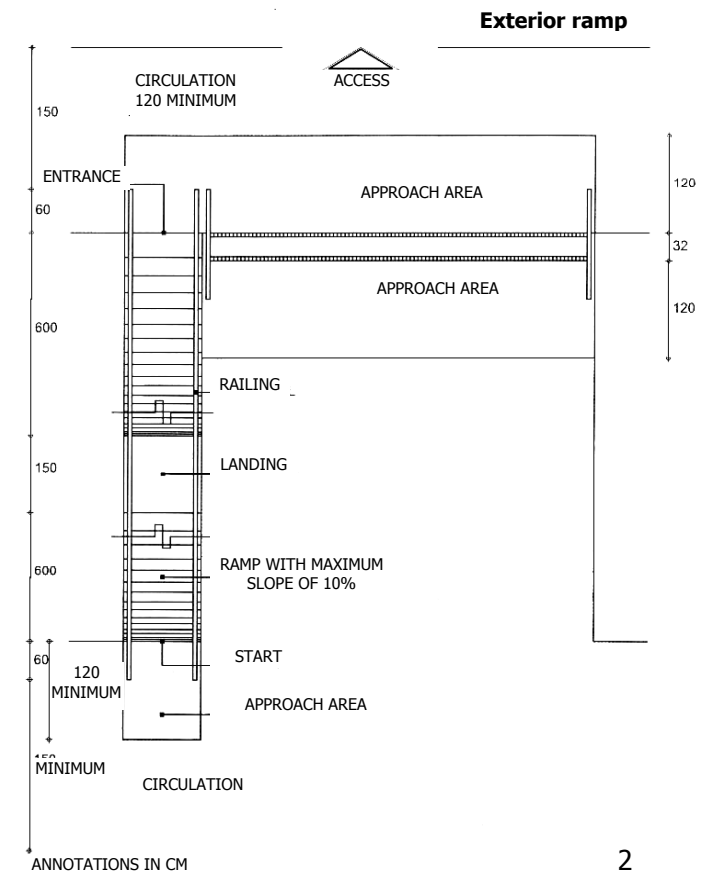 Exterior ramp
CIRCULATION
120 MINIMUM
ACCESS
150
ENTRANCE
APPROACH AREA
120
60
32
APPROACH AREA
120
600
RAILING
150
LANDING
600
RAMP WITH MAXIMUM
SLOPE OF 10%
START
60
120
MINIMUM
APPROACH AREA
MINIMUM
CIRCULATION
ANNOTATIONS IN CM
2